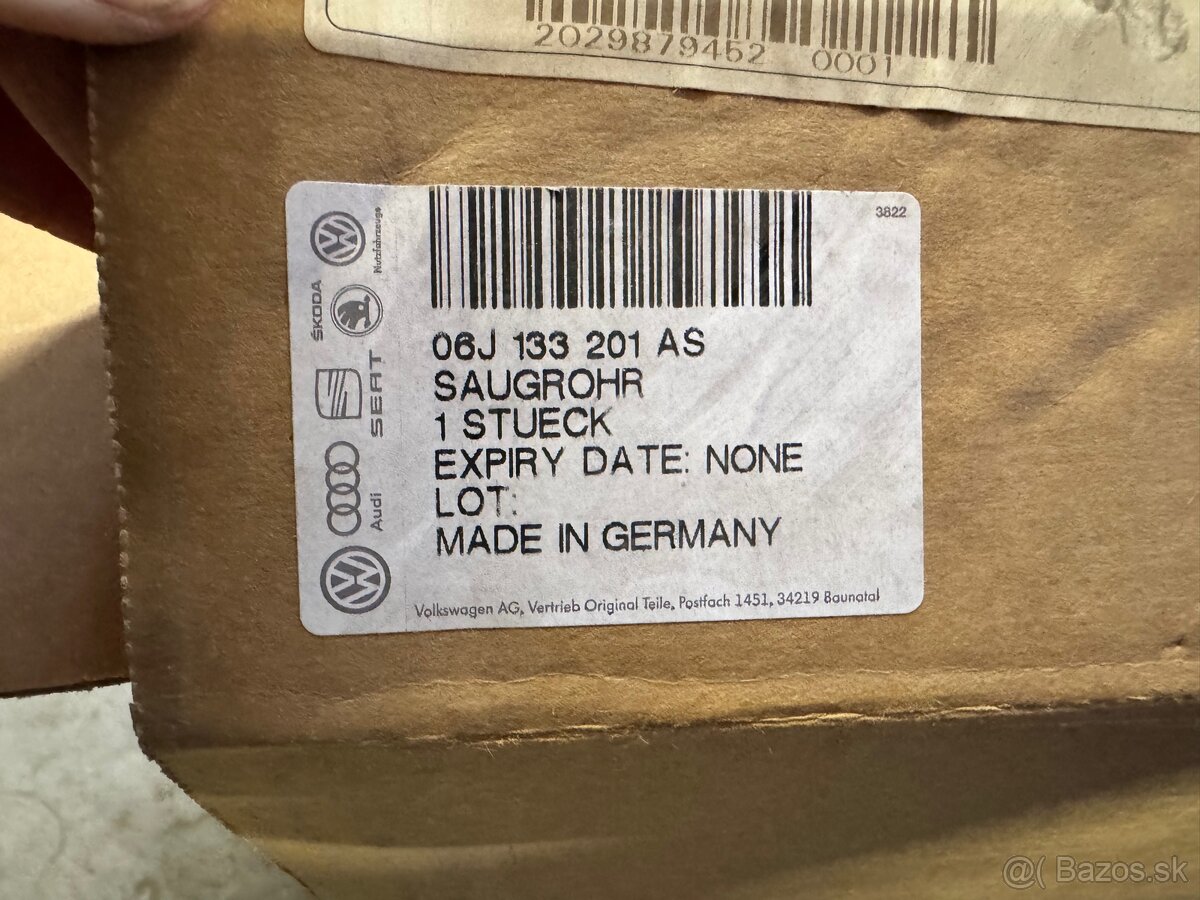 2029879452 0001
3822
Nutzfahrzeuge
ŠKODA
SEAT
Audi
06J 133 201 AS
SAUGROHR
1 STUECK
EXPIRY DATE: NONE
LOT:
MADE IN GERMANY
Volkswagen AG, Vertrieb Original Teile, Postfach 1451, 34219 Baunatal
@( Bazos.sk